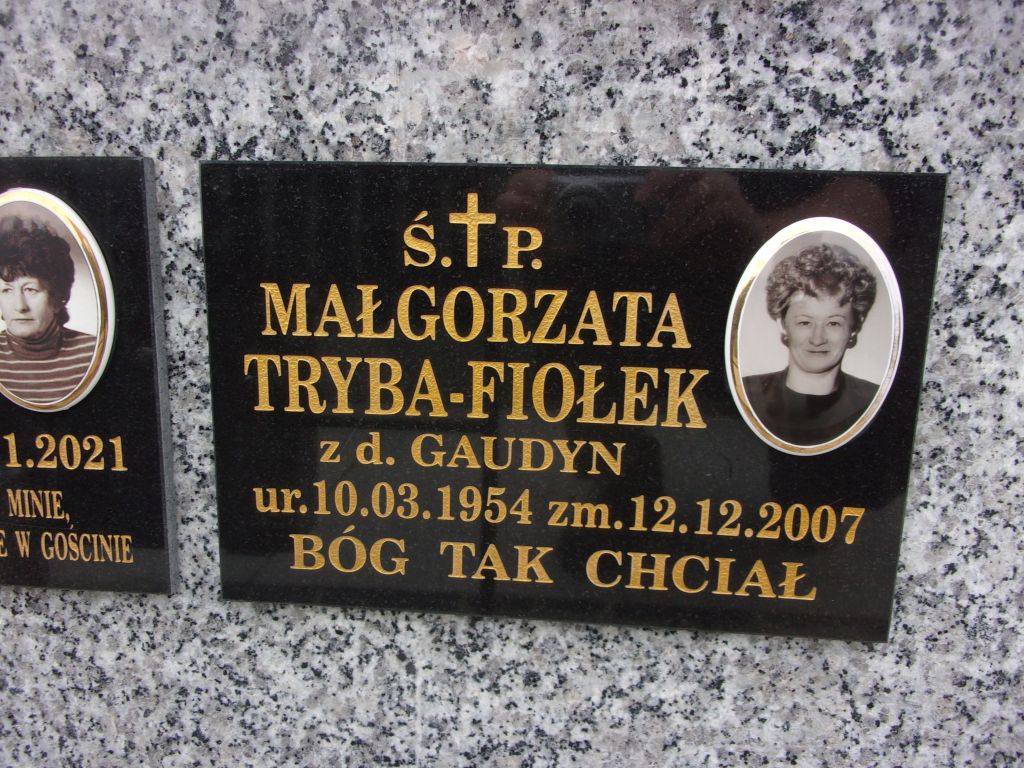 1.2021
MINIE,
E W GOŚCINIE
Ś. P.
MAŁGORZATA
TRYBA-FIOŁEK
z d. GAUDYN
ur.10.03.1954 zm.12.12.2007
BÓG TAK CHCIAŁ